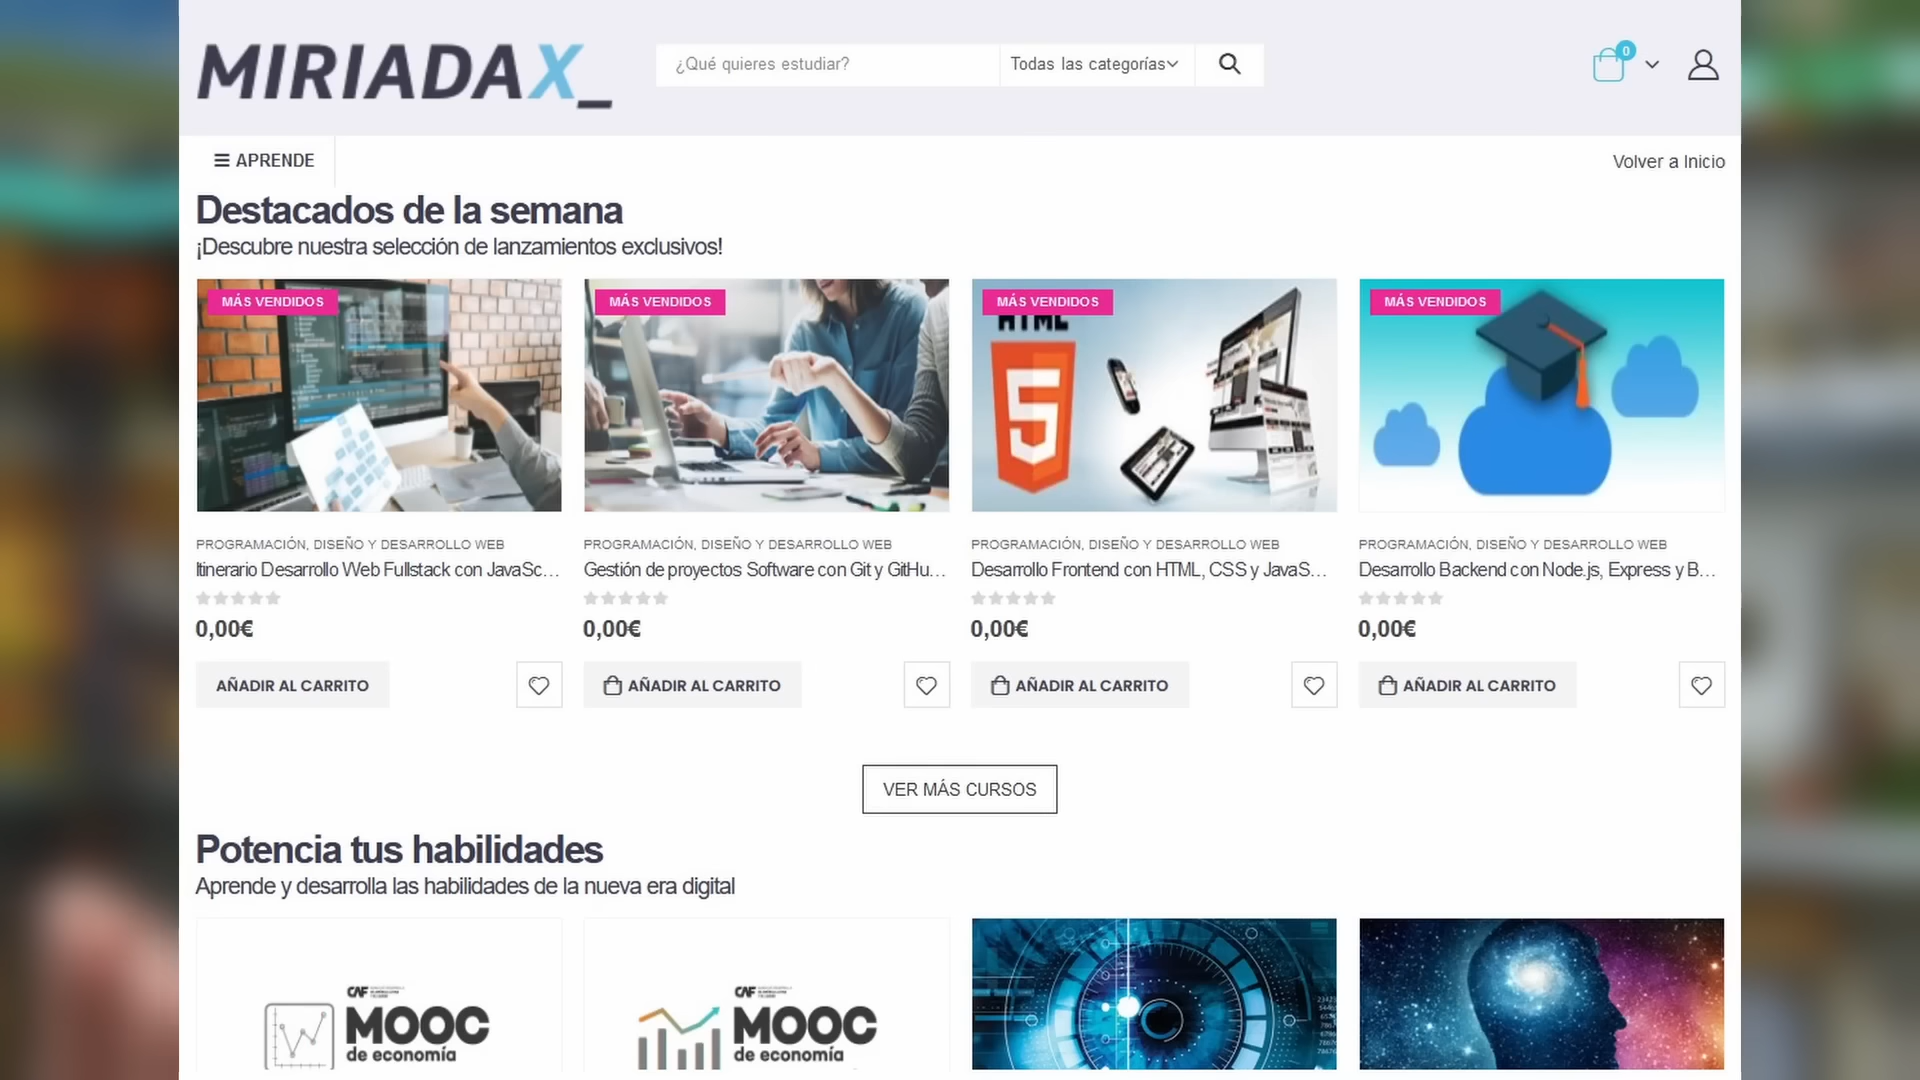 MIRIADAX_
¿Qué quieres estudiar?
Todas las categorías
0
APRENDE
Volver a Inicio
Destacados de la semana
¡Descubre nuestra selección de lanzamientos exclusivos!
MÁS VENDIDOS
MÁS VENDIDOS
MÁS VENDIDOS
MÁS VENDIDOS
HTML
5
PROGRAMACIÓN, DISEÑO Y DESARROLLO WEB
Itinerario Desarrollo Web Fullstack con JavaSc...
0,00€
AÑADIR AL CARRITO
PROGRAMACIÓN, DISEÑO Y DESARROLLO WEB
Gestión de proyectos Software con Git y GitHu...
0,00€
AÑADIR AL CARRITO
PROGRAMACIÓN, DISEÑO Y DESARROLLO WEB
Desarrollo Frontend con HTML, CSS y JavaS...
0,00€
AÑADIR AL CARRITO
PROGRAMACIÓN, DISEÑO Y DESARROLLO WEB
Desarrollo Backend con Node.js, Express y B...
0,00€
AÑADIR AL CARRITO
VER MÁS CURSOS
Potencia tus habilidades
Aprende y desarrolla las habilidades de la nueva era digital
CAF
MOOC
de economía
CAF
MOOC
de economía